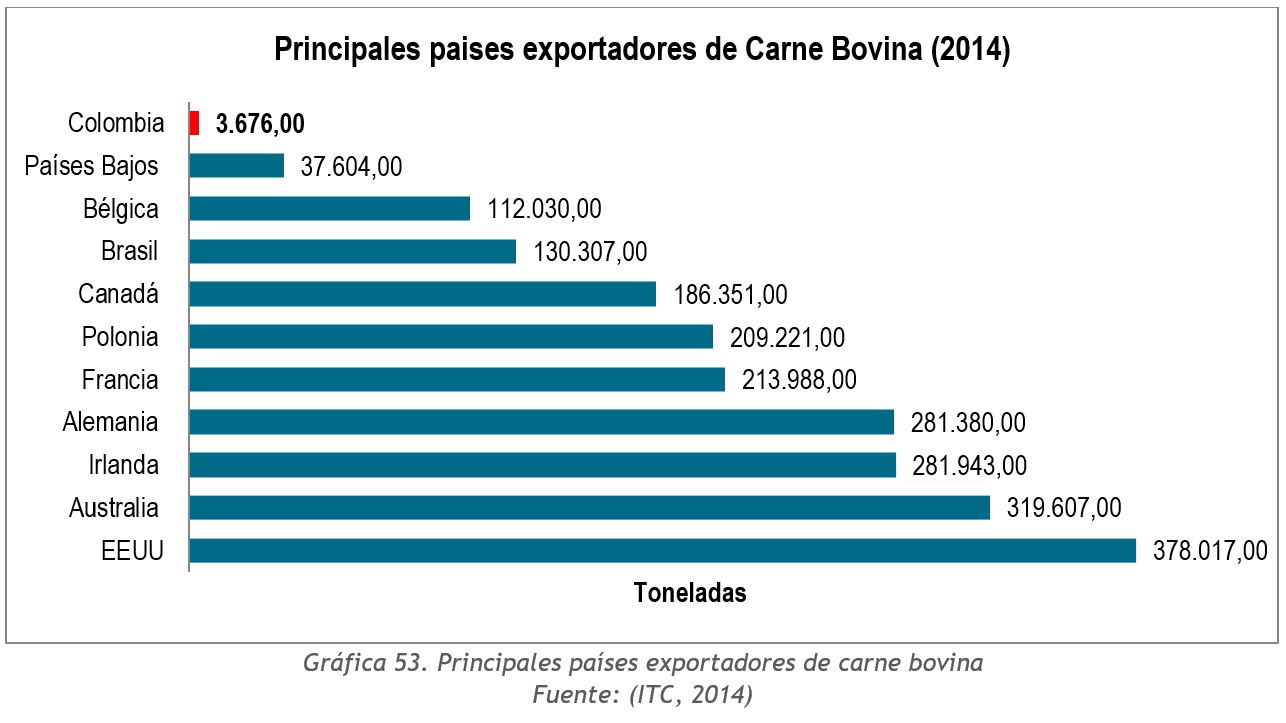 Principales paises exportadores de Carne Bovina (2014)
Colombia 3.676,00
Países Bajos 37.604,00
Bélgica 112.030,00
Brasil 130.307,00
Canadá 186.351,00
Polonia 209.221,00
Francia 213.988,00
Alemania 281.380,00
Irlanda 281.943,00
Australia 319.607,00
EEUU 378.017,00
Toneladas
Gráfica 53. Principales países exportadores de carne bovina
Fuente: (ITC, 2014)